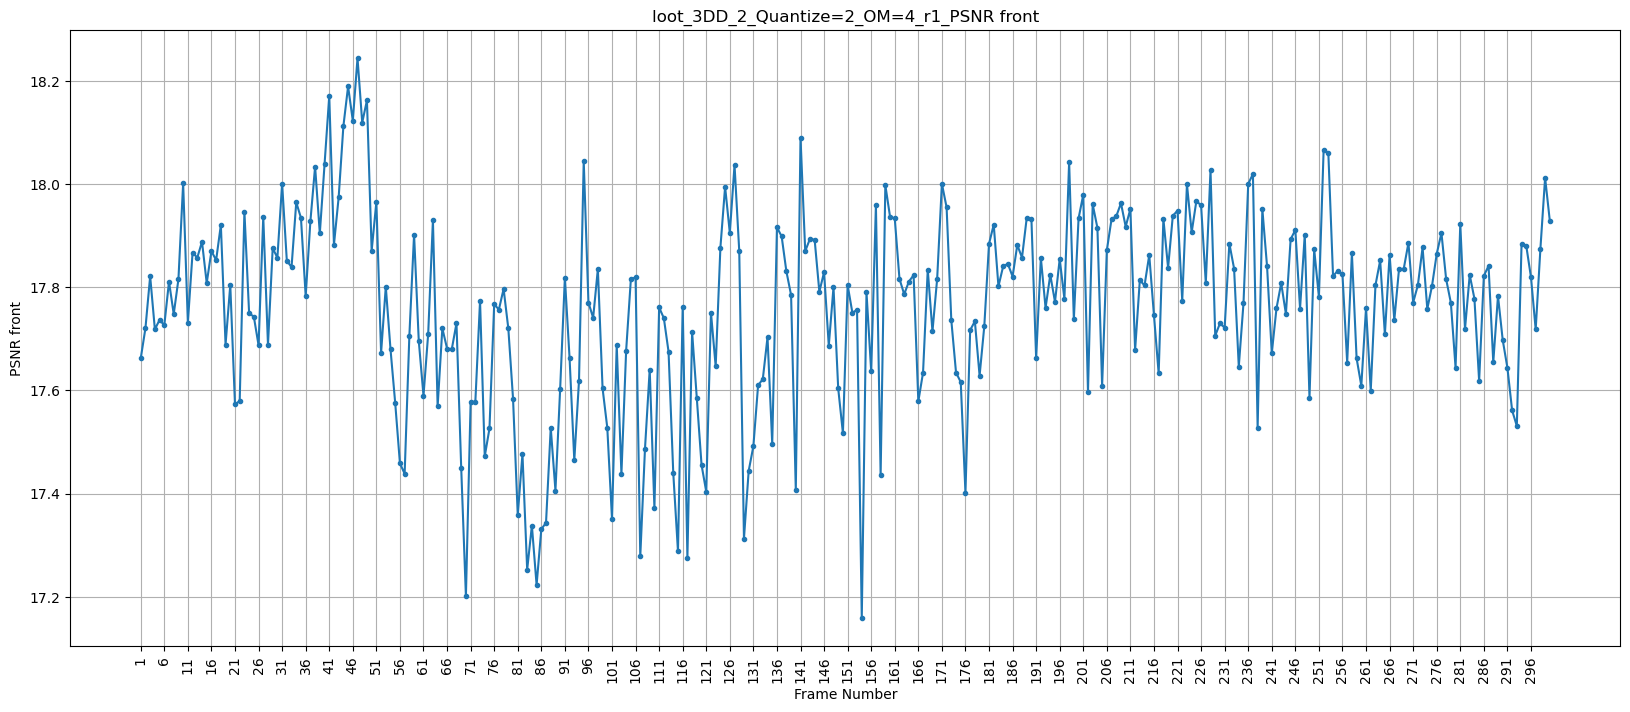 loot_3DD_2_Quantize=2_OM=4_r1_PSNR front
18.2
18.0
17.8
17.6
17.4
17.2
PSNR front
1 6 11 16 21 26 31 36 41 46 51 56 61 66 71 76 81 86 91 96 101 106 111 116 121 126 131 136 141 146 151 156 161 166 171 176 181 186 191 196 201 206 211 216 221 226 231 236 241 246 251 256 261 266 271 276 281 286 291 296
Frame Number